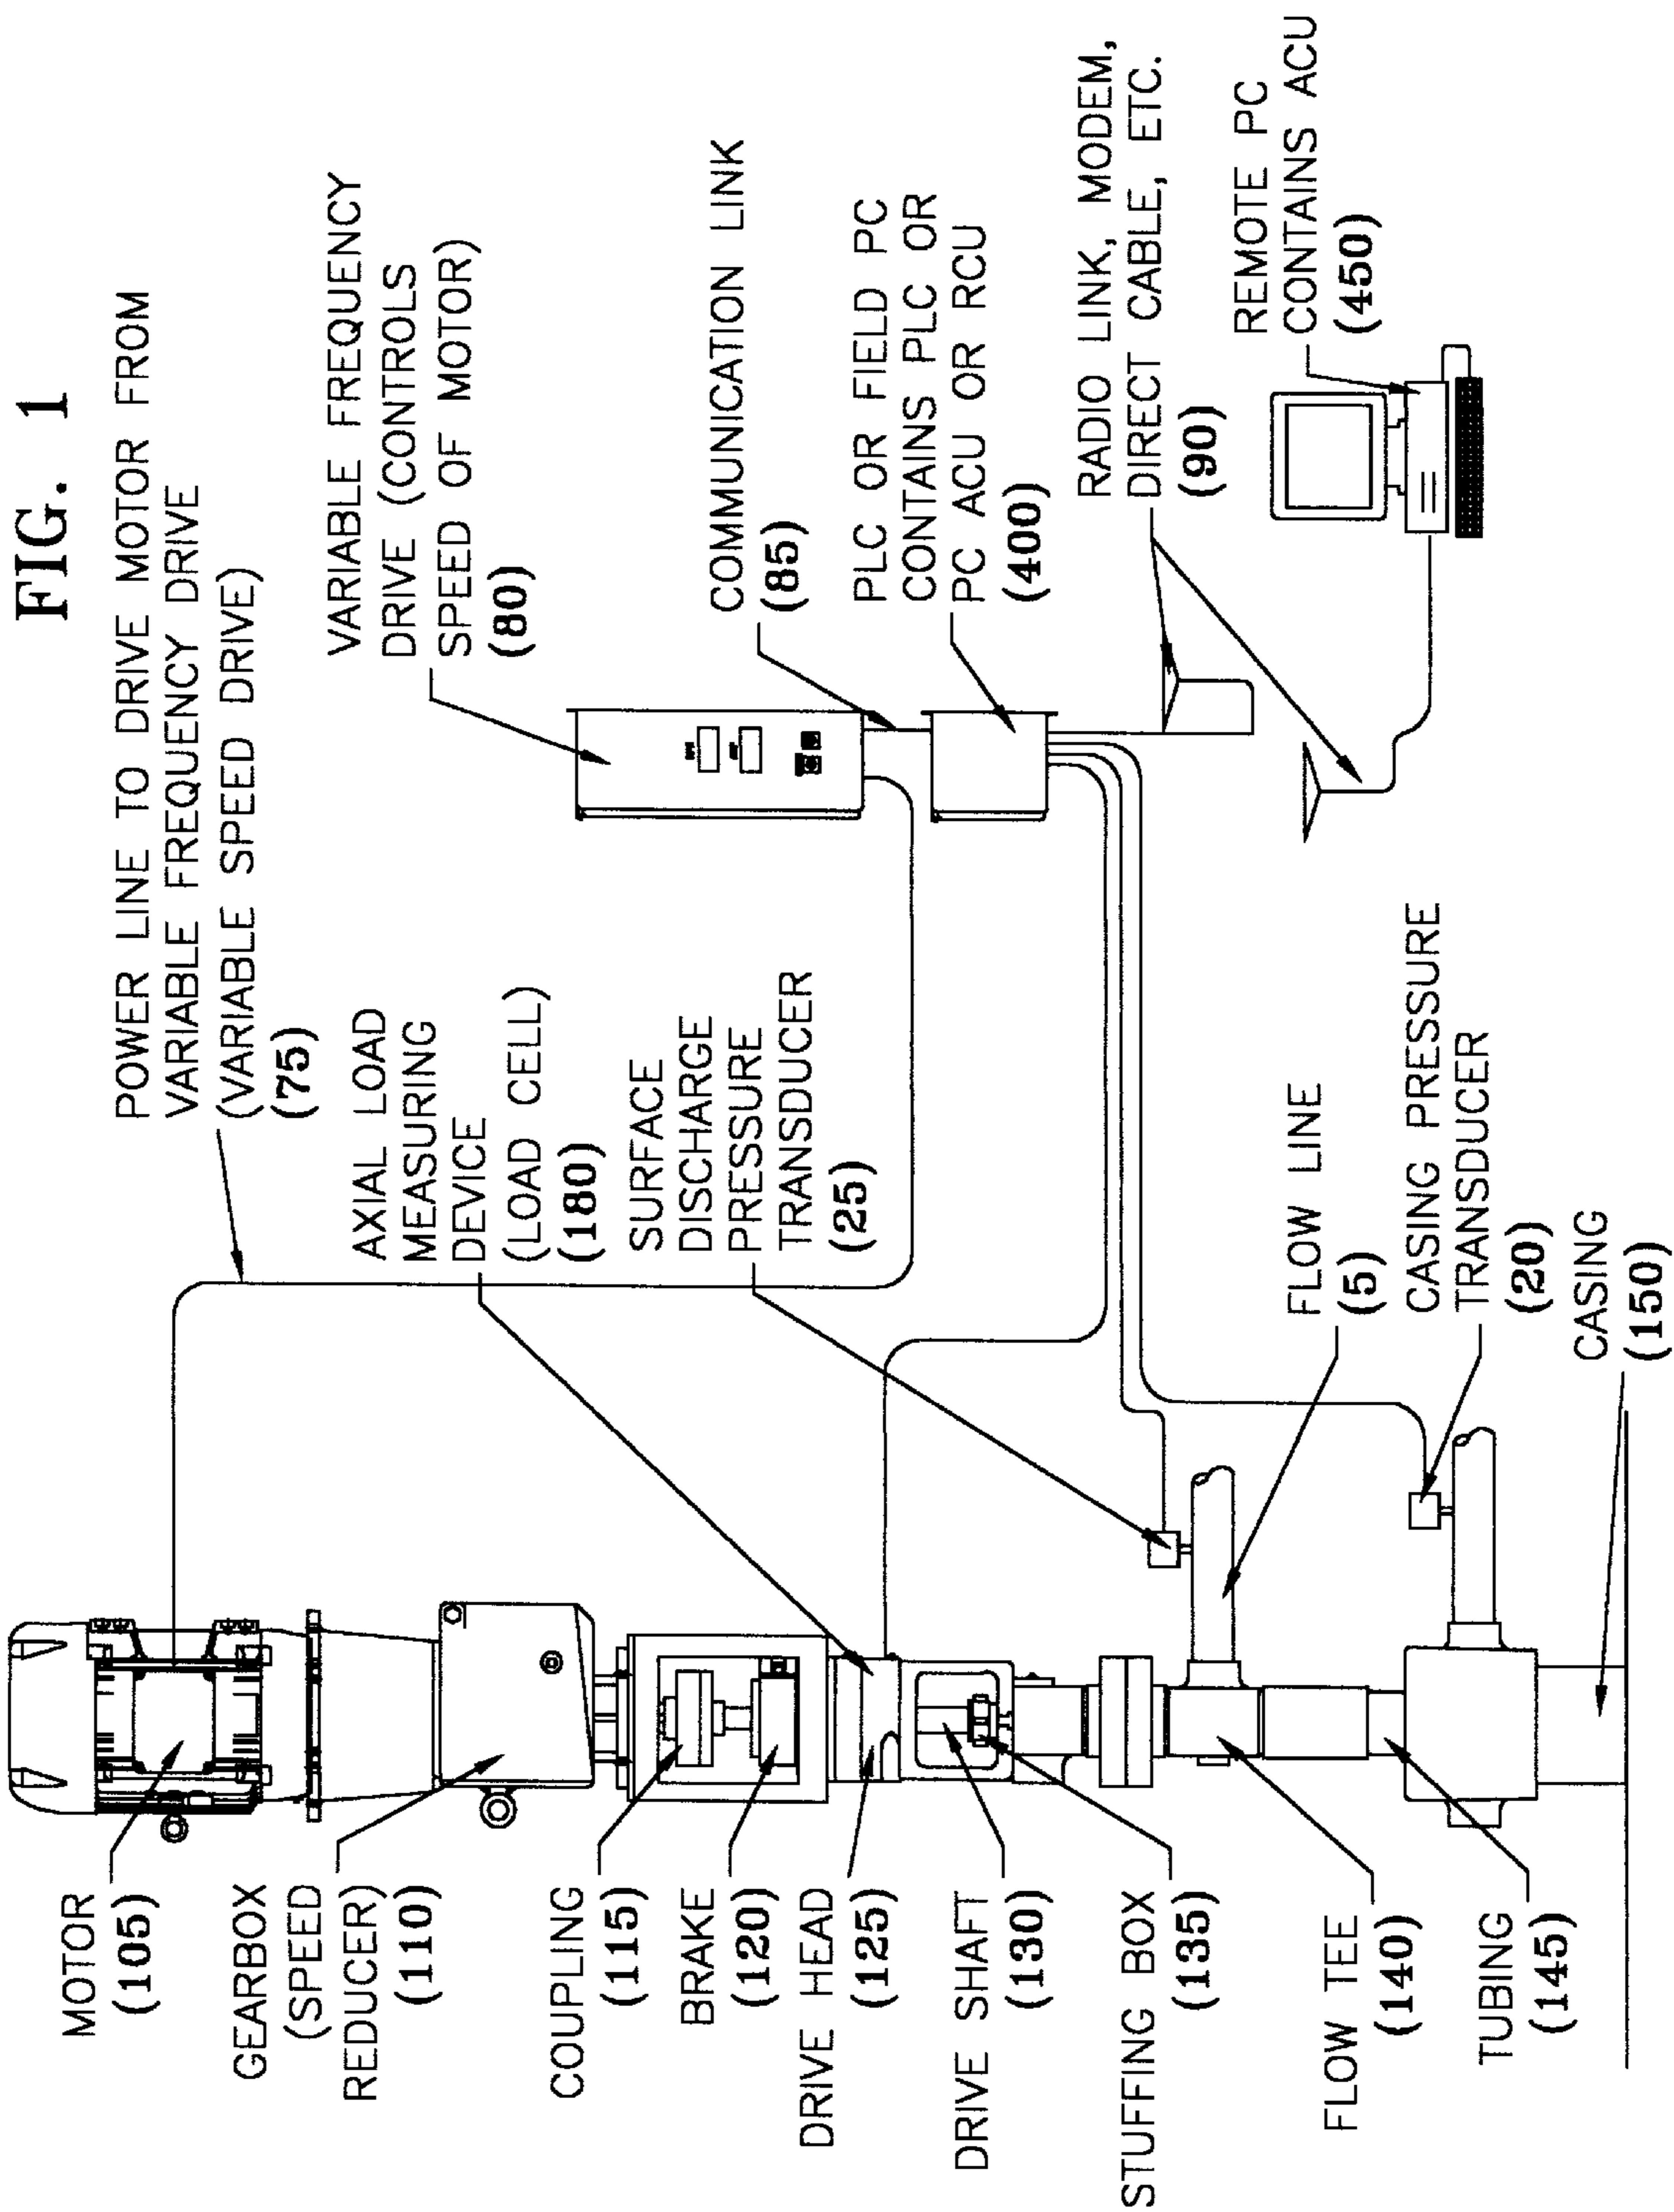 FIG. 1
POWER LINE TO DRIVE MOTOR FROM
VARIABLE FREQUENCY DRIVE
(VARIABLE SPEED DRIVE)
(75)
VARIABLE FREQUENCY
DRIVE (CONTROLS
SPEED OF MOTOR)
(80)
COMMUNICATION LINK
(85)
PLC OR FIELD PC
CONTAINS PLC OR
PC ACU OR RCU
(400)
RADIO LINK, MODEM,
DIRECT CABLE, ETC.
(90)
REMOTE PC
CONTAINS ACU
(450)
AXIAL LOAD
MEASURING
DEVICE
(LOAD CELL)
(180)
SURFACE
DISCHARGE
PRESSURE
TRANSDUCER
(25)
FLOW LINE
(5)
CASING PRESSURE
TRANSDUCER
(20)
CASING
(150)
MOTOR
(105)
GEARBOX
(SPEED
REDUCER)
(110)
COUPLING
(115)
BRAKE
(120)
DRIVE HEAD
(125)
DRIVE SHAFT
(130)
STUFFING BOX
(135)
FLOW TEE
(140)
TUBING
(145)